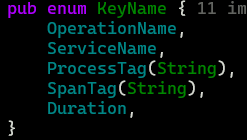 pub enum KeyName { 11 im
    OperationName,
    ServiceName,
    ProcessTag(String),
    SpanTag(String),
    Duration,
}